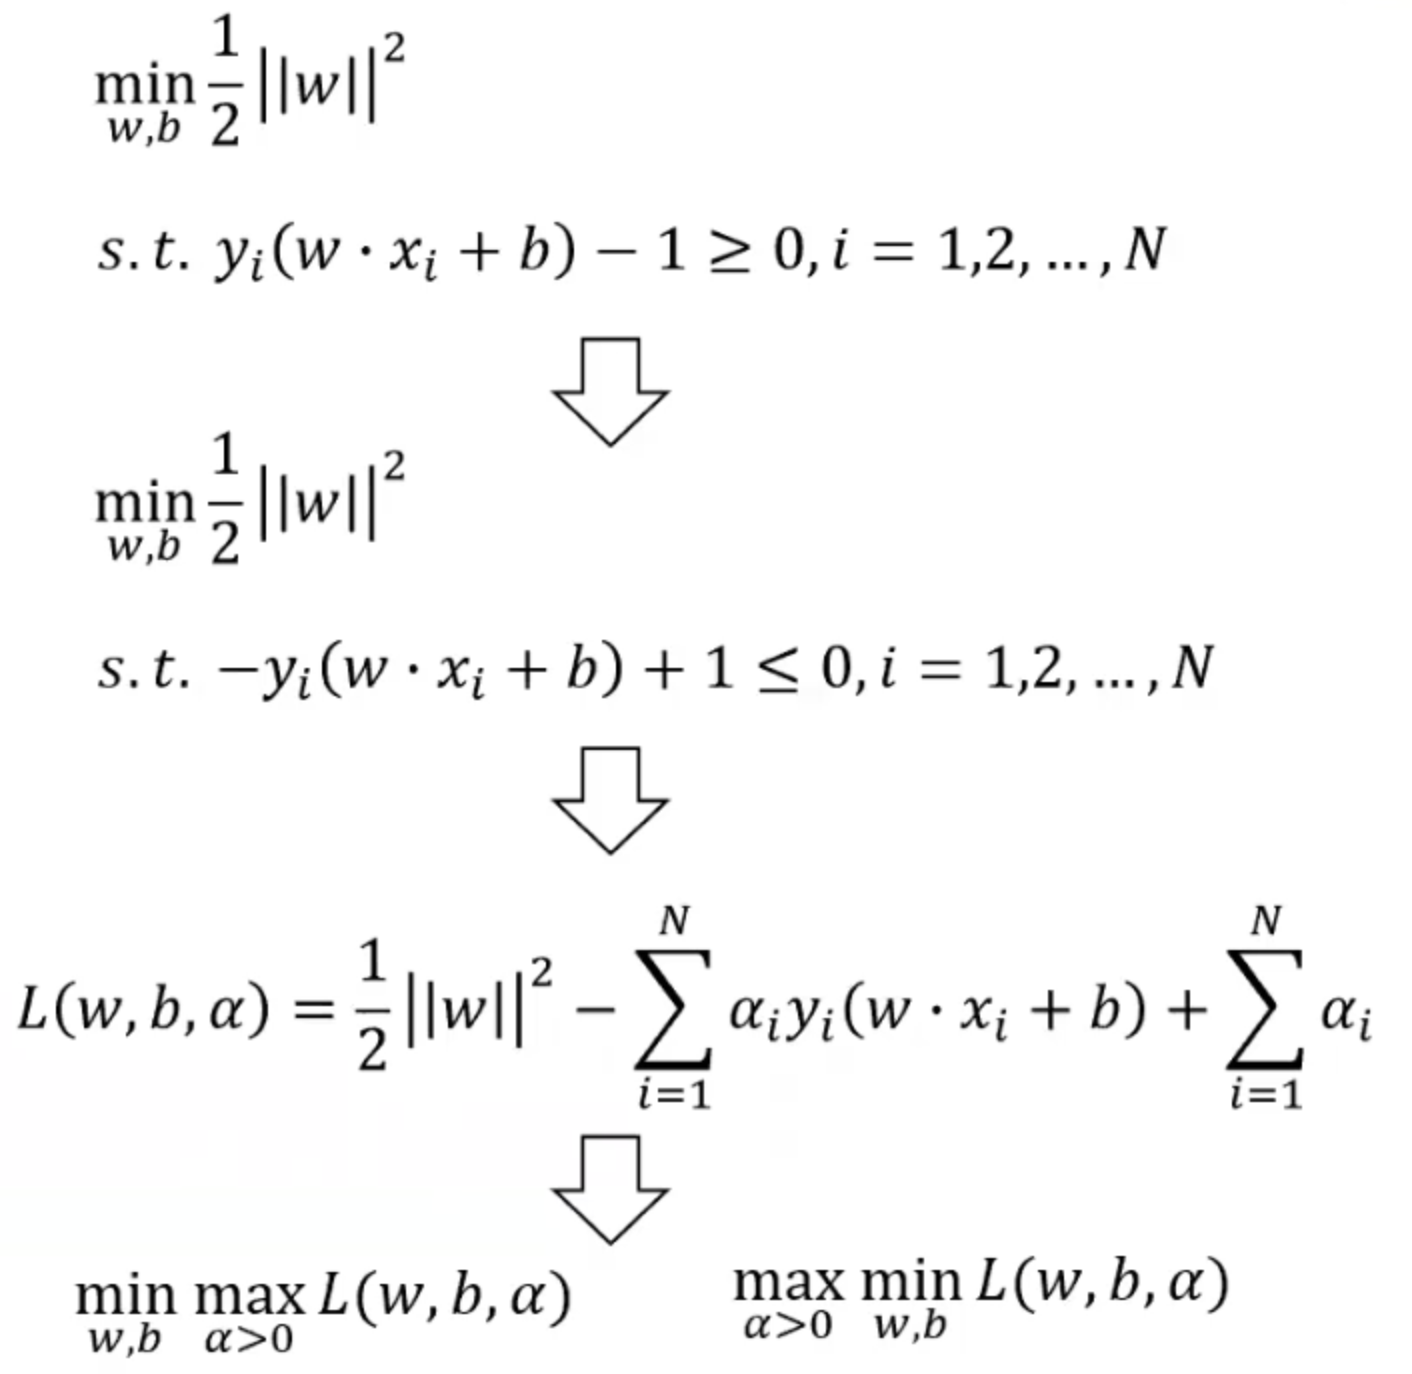 min_{w,b} 1/2 ||w||^2
s.t. y_i(w · x_i + b) − 1 ≥ 0, i = 1,2, ..., N
min_{w,b} 1/2 ||w||^2
s.t. −y_i(w · x_i + b) + 1 ≤ 0, i = 1,2, ..., N
L(w, b, α) = 1/2 ||w||^2 − ∑_{i=1}^{N} α_i y_i(w · x_i + b) + ∑_{i=1}^{N} α_i
min_{w,b} max_{α>0} L(w, b, α) max_{α>0} min_{w,b} L(w, b, α)